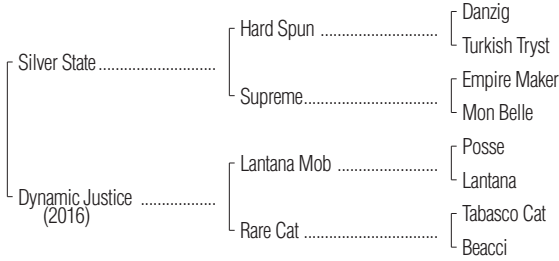 Danzig
Hard Spun
Turkish Tryst
Silver State
Empire Maker
Supreme
Mon Belle
Posse
Lantana Mob
Lantana
Dynamic Justice
(2016)
Tabasco Cat
Rare Cat
Beacci